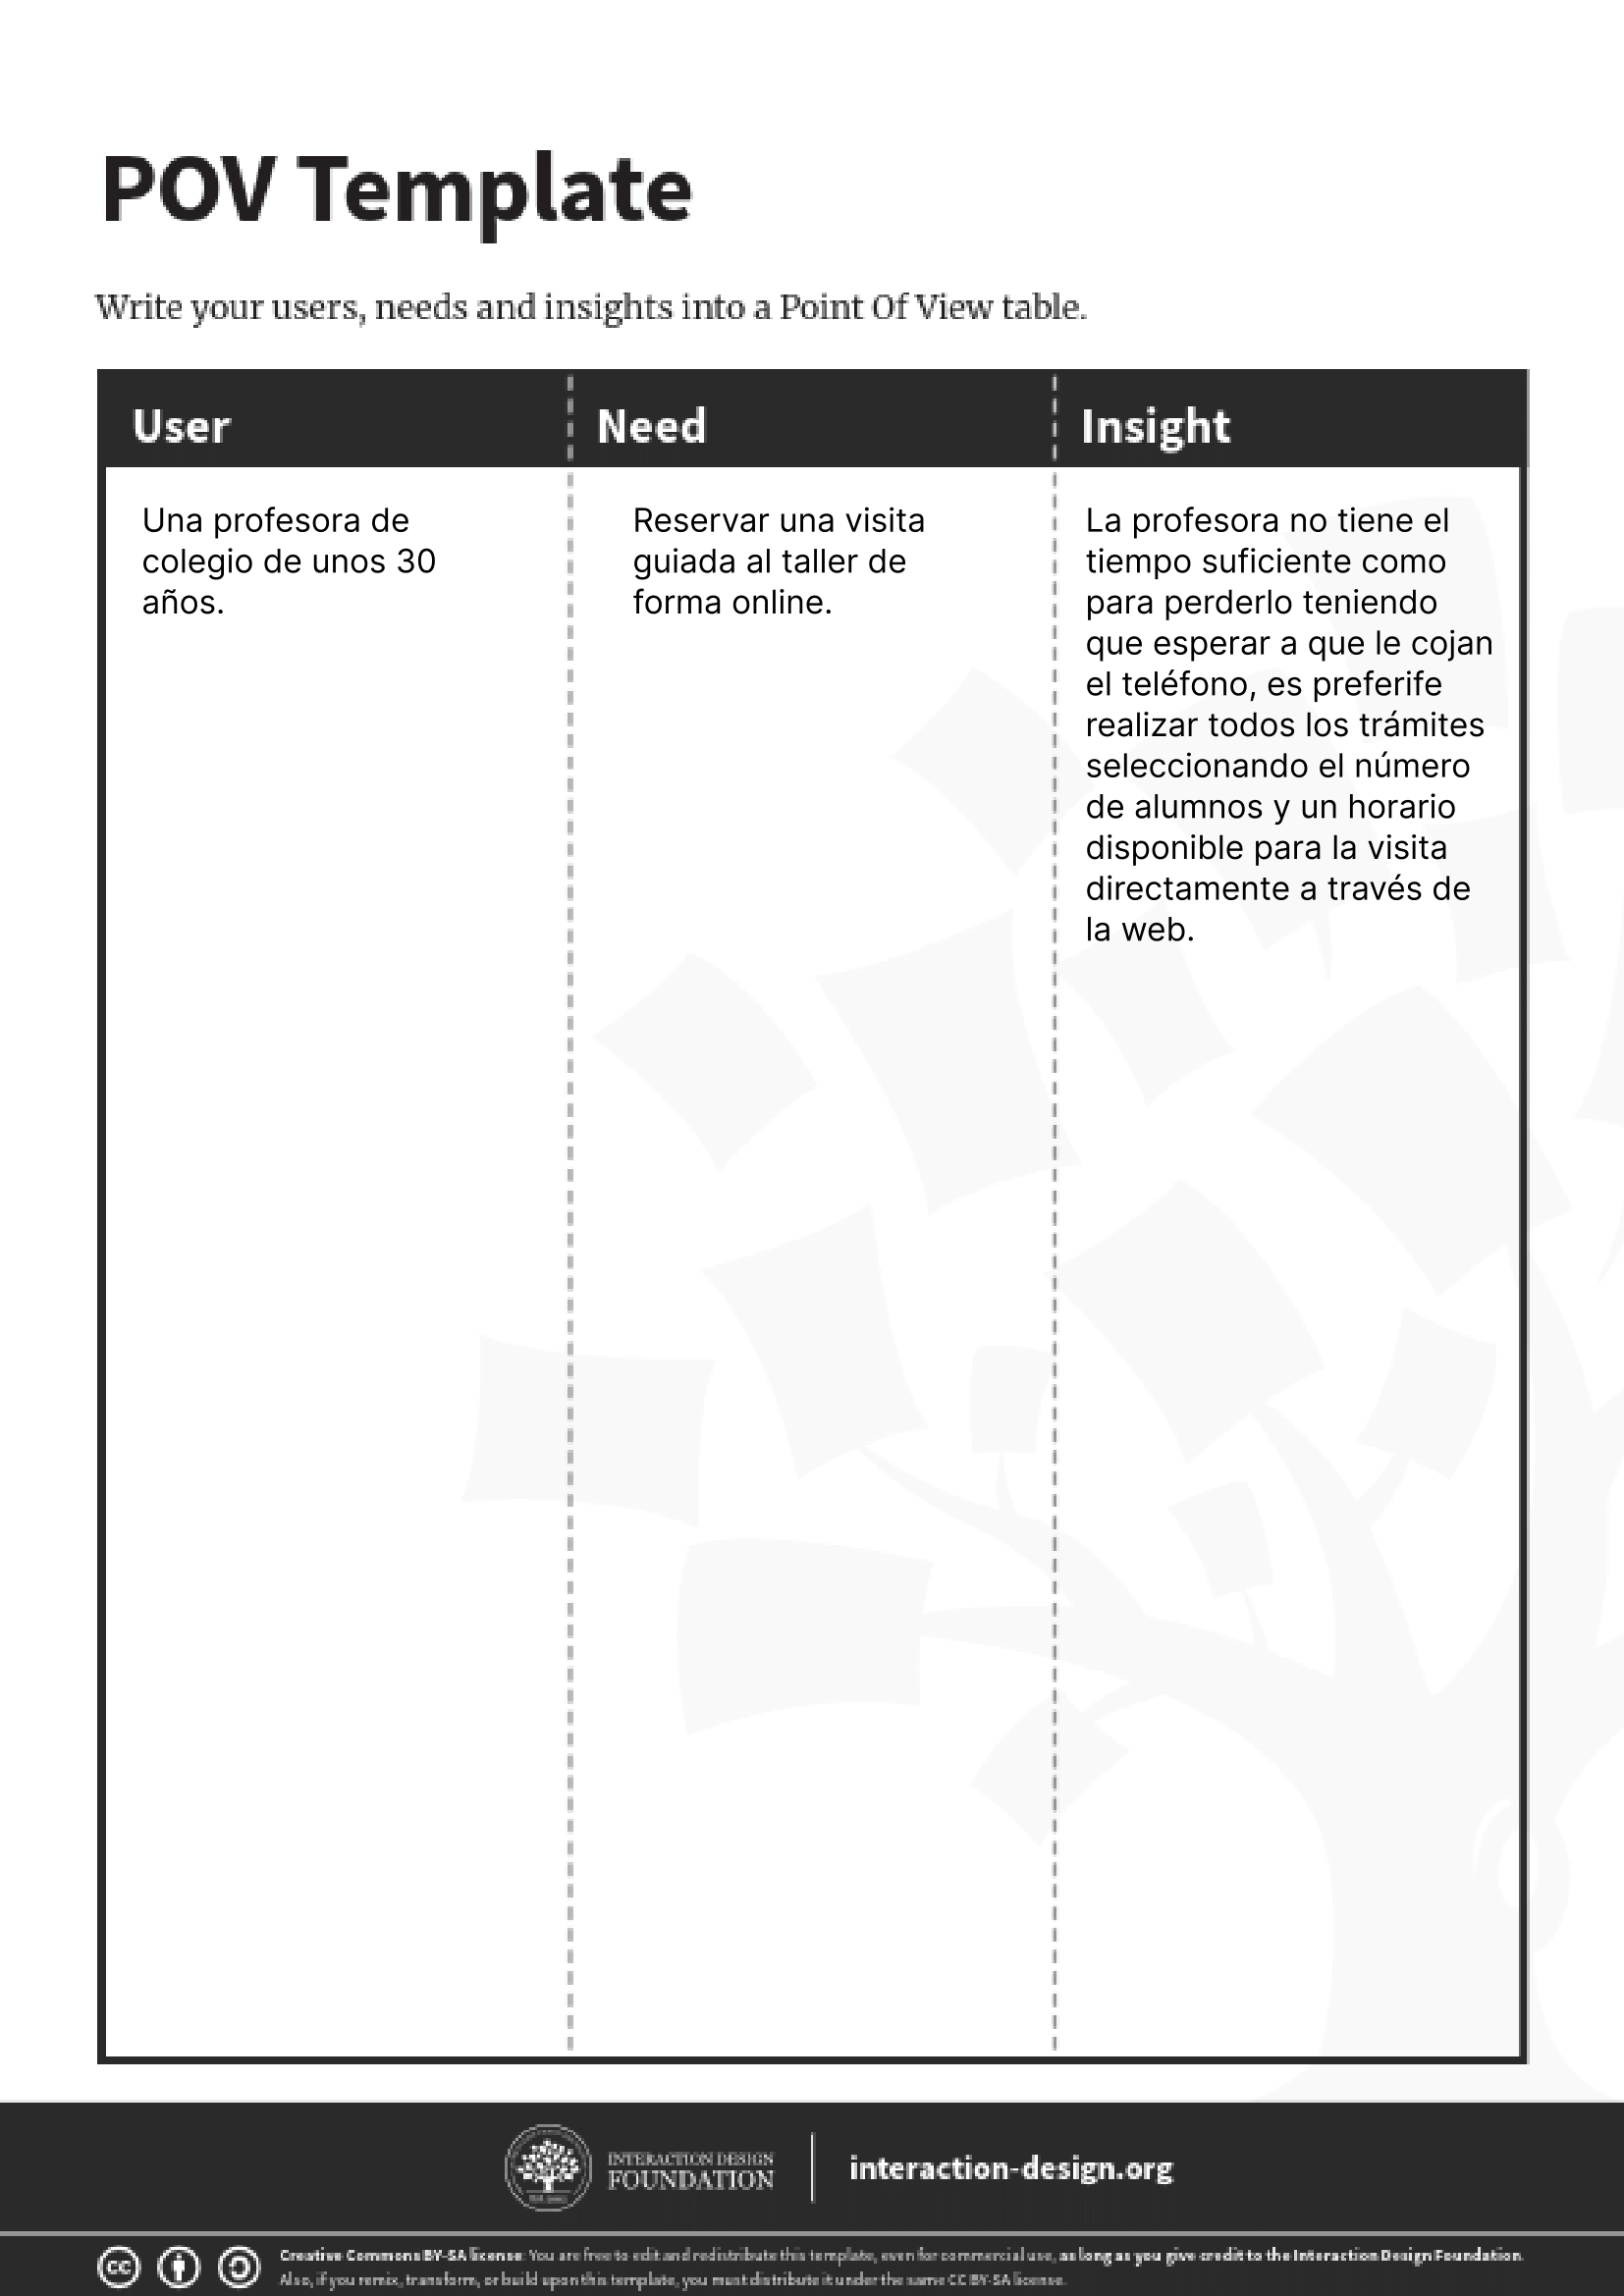 POV Template
Write your users, needs and insights into a Point Of View table.
User
Need
Insight
Una profesora de
colegio de unos 30
años.
Reservar una visita
guiada al taller de
forma online.
La profesora no tiene el
tiempo suficiente como
para perderlo teniendo
que esperar a que le cojan
el teléfono, es preferife
realizar todos los trámites
seleccionando el número
de alumnos y un horario
disponible para la visita
directamente a través de
la web.
INTERACTION DESIGN
FOUNDATION
interaction-design.org
cc
Creative Commons BY-SA license: You are free to edit and redistribute this template, even for commercial use, as long as you give credit to the Interaction Design Foundation.
Also, if you remix, transform, or build upon this template, you must distribute it under the same CC BY-SA license.